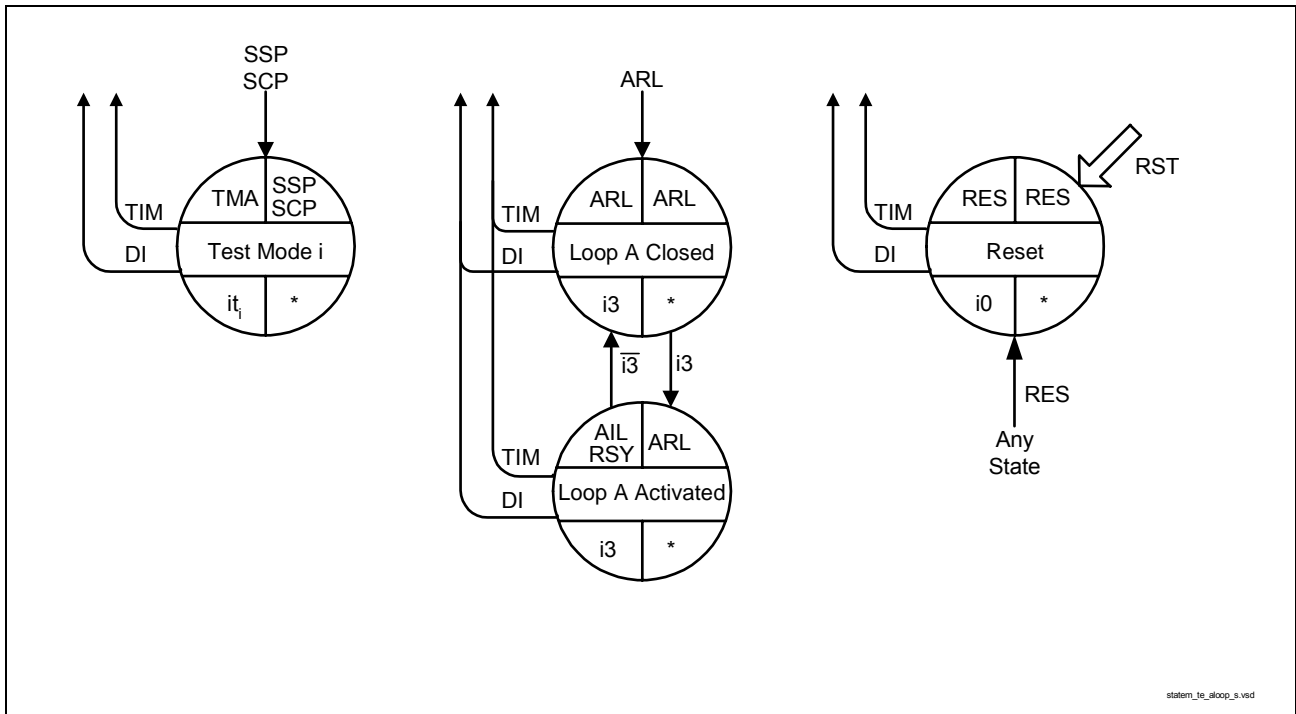 SSP
SCP
TMA
SSP
SCP
TIM
DI
Test Mode i
it_i
*
ARL
ARL
ARL
TIM
DI
Loop A Closed
i3
*
i̅3̅
i3
AIL
RSY
ARL
TIM
DI
Loop A Activated
i3
*
RST
RES
RES
TIM
DI
Reset
i0
*
RES
Any
State
statem_te_aloop_s.vsd